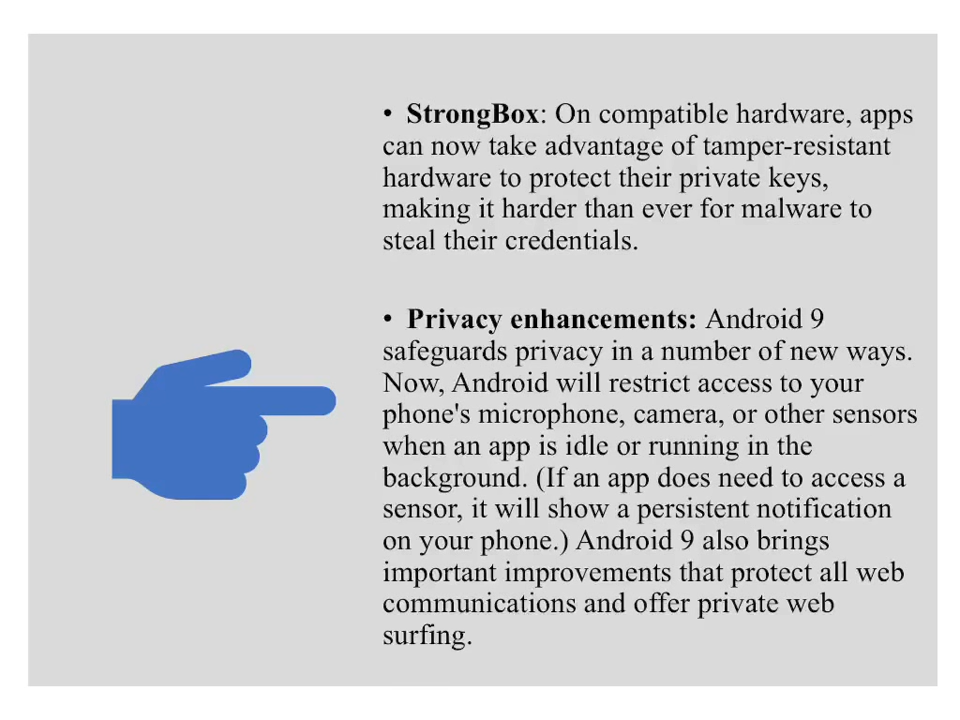 • StrongBox: On compatible hardware, apps
can now take advantage of tamper-resistant
hardware to protect their private keys,
making it harder than ever for malware to
steal their credentials.
• Privacy enhancements: Android 9
safeguards privacy in a number of new ways.
Now, Android will restrict access to your
phone's microphone, camera, or other sensors
when an app is idle or running in the
background. (If an app does need to access a
sensor, it will show a persistent notification
on your phone.) Android 9 also brings
important improvements that protect all web
communications and offer private web
surfing.